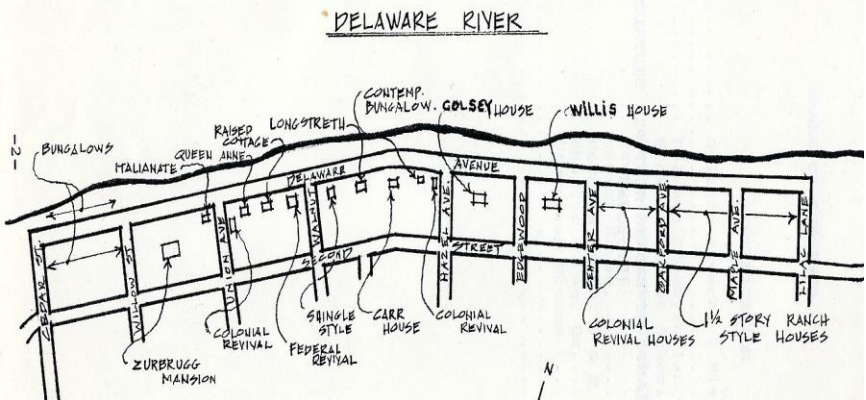 DELAWARE RIVER
-2-
CONTEMP.
BUNGALOW.
GOLSEY HOUSE
WILLIS HOUSE
RAISED
COTTAGE
LONGSTRETH
BUNGALOWS
ITALIANATE
QUEEN ANNE
DELAWARE
AVENUE
CEDAR ST.
WILLOW ST
UNION AVE
WALNUT
SECOND
STREET
HAZEL AVE.
EDGEWOOD
CENTER AVE
OAKFORD AVE.
MAPLE AVE.
LILAC LANE
ZURBRUGG
MANSION
COLONIAL
REVIVAL
FEDERAL
REVIVAL
SHINGLE
STYLE
CARR
HOUSE
COLONIAL
REVIVAL
COLONIAL
REVIVAL HOUSES
1½ STORY RANCH
STYLE HOUSES
N